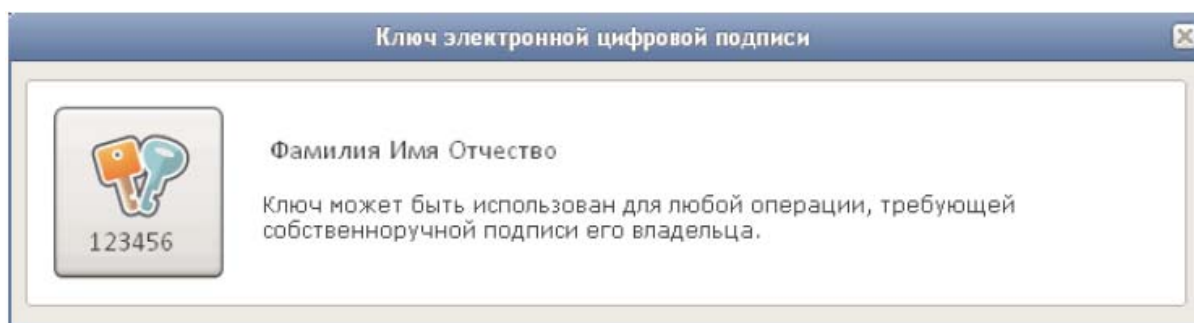 Ключ электронной цифровой подписи
Фамилия Имя Отчество
Ключ может быть использован для любой операции, требующей
собственноручной подписи его владельца.
123456